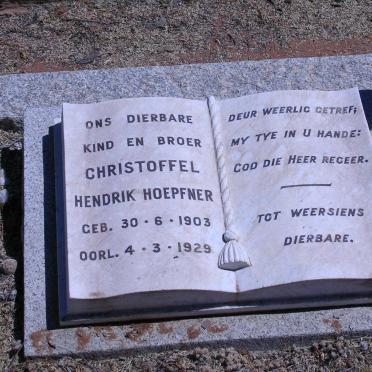 ONS DIERBARE
KIND EN BROER
CHRISTOFFEL
HENDRIK HOEPFNER
GEB. 30 · 6 · 1903
OORL. 4 · 3 · 1929
DEUR WEERLIG GETREF,
MY TYE IN U HANDE:
GOD DIE HEER REGEER.
TOT WEERSIENS
DIERBARE.